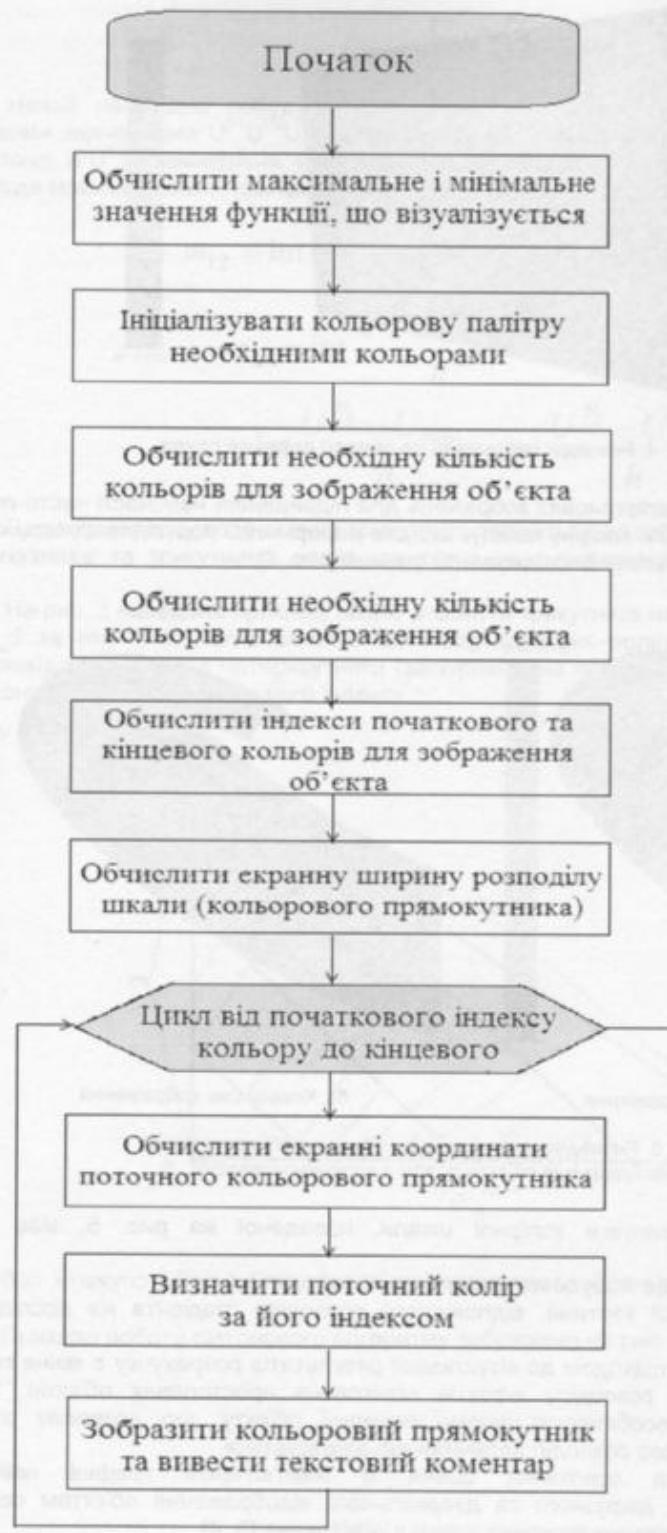 Початок
Обчислити максимальне і мінімальне
значення функції, що візуалізується
Ініціалізувати кольорову палітру
необхідними кольорами
Обчислити необхідну кількість
кольорів для зображення об’єкта
Обчислити необхідну кількість
кольорів для зображення об’єкта
Обчислити індекси початкового та
кінцевого кольорів для зображення
об’єкта
Обчислити екранну ширину розподілу
шкали (кольорового прямокутника)
Цикл від початкового індексу
кольору до кінцевого
Обчислити екранні координати
поточного кольорового прямокутника
Визначити поточний колір
за його індексом
Зобразити кольоровий прямокутник
та вивести текстовий коментар